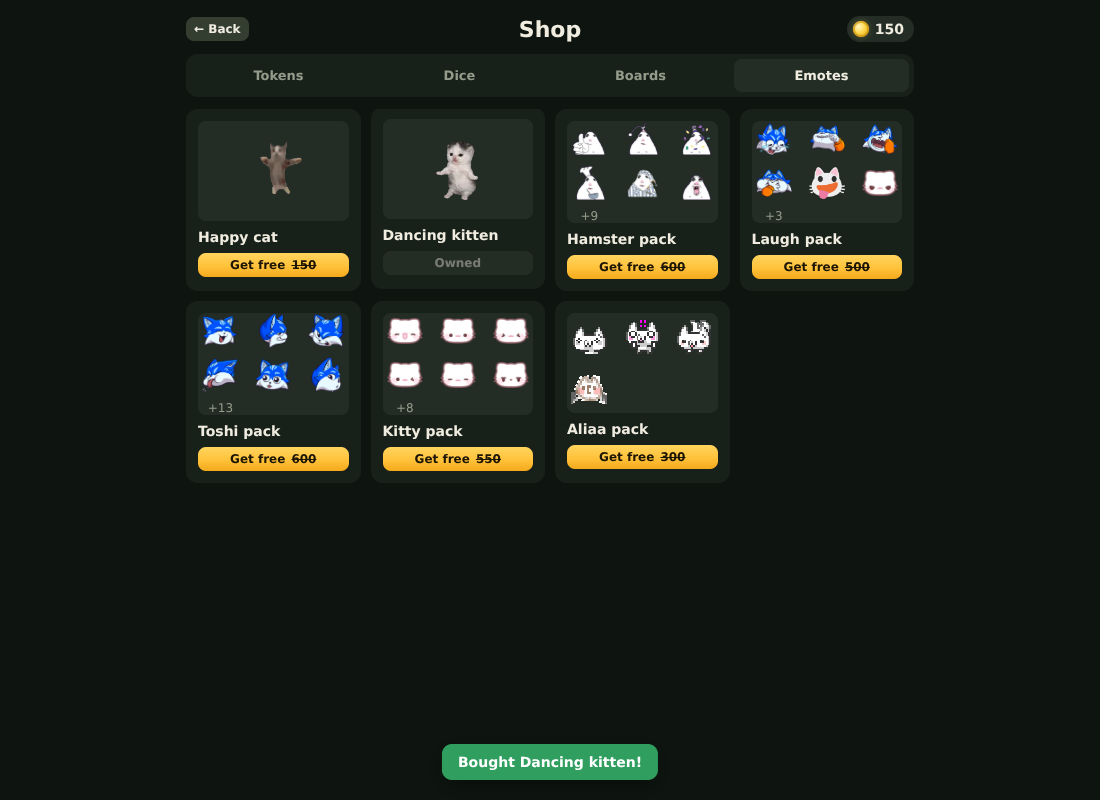 ← Back
Shop
150
Tokens
Dice
Boards
Emotes
Happy cat
Get free 150
Dancing kitten
Owned
+9
Hamster pack
Get free 600
+3
Laugh pack
Get free 500
+13
Toshi pack
Get free 600
+8
Kitty pack
Get free 550
Aliaa pack
Get free 300
Bought Dancing kitten!